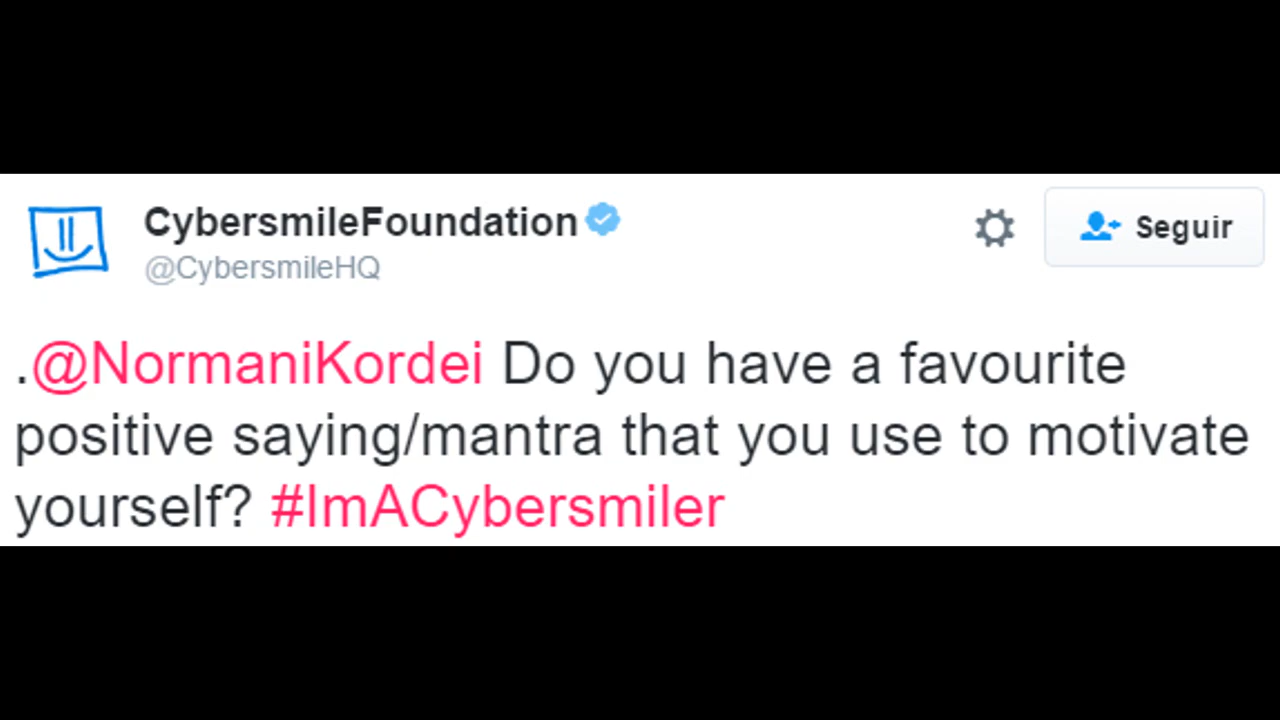 CybersmileFoundation
@CybersmileHQ
Seguir
.@NormaniKordei Do you have a favourite
positive saying/mantra that you use to motivate
yourself? #ImACybersmiler